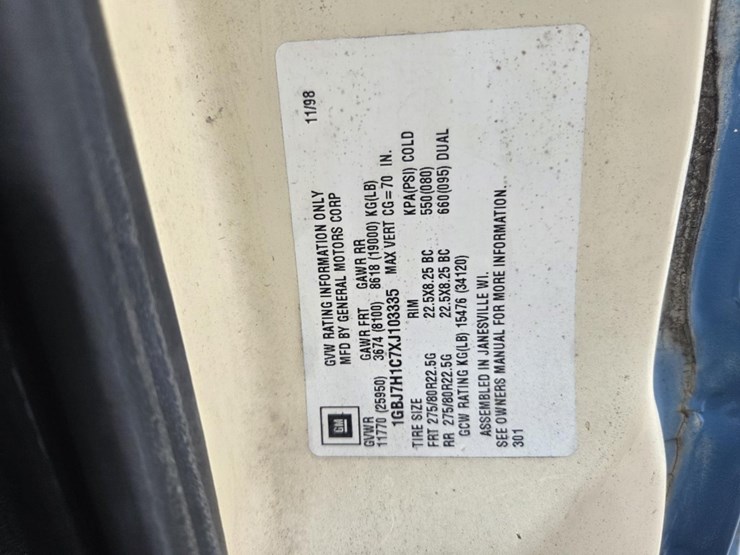 GM
GVW RATING INFORMATION ONLY 11/98
MFD BY GENERAL MOTORS CORP
GVWR GAWR FRT GAWR RR
11770 (25950) 3674 (8100) 8618 (19000) KG(LB)
1GBJ7H1C7XJ103335 MAX VERT CG=70 IN.
TIRE SIZE RIM KPA(PSI) COLD
FRT 275/80R22.5G 22.5X8.25 BC 550(080)
RR 275/80R22.5G 22.5X8.25 BC 660(095) DUAL
GCW RATING KG(LB) 15476 (34120)
ASSEMBLED IN JANESVILLE WI.
SEE OWNERS MANUAL FOR MORE INFORMATION.
301